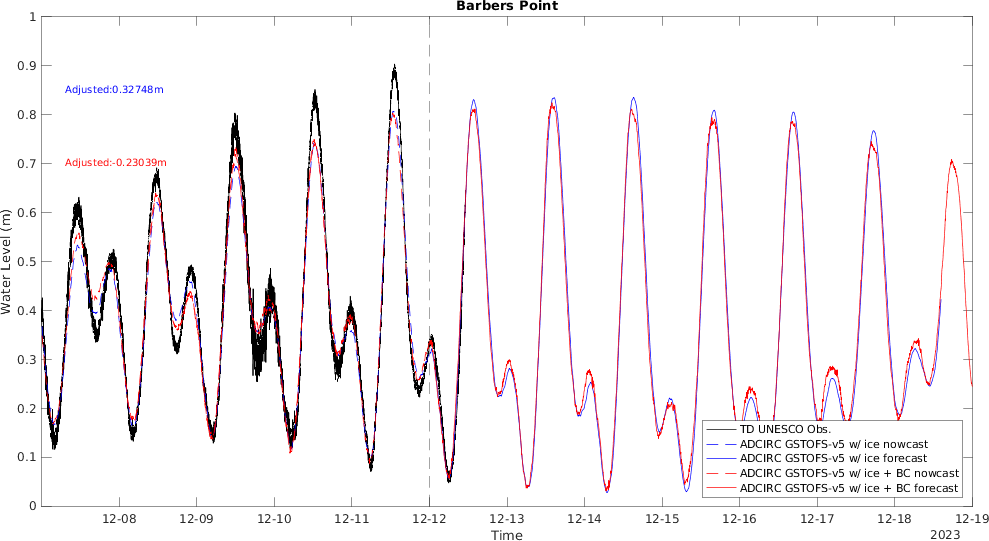 Barbers Point
1
0.9
0.8
0.7
0.6
0.5
0.4
0.3
0.2
0.1
0
Water Level (m)
Adjusted:0.32748m
Adjusted:-0.23039m
TD UNESCO Obs.
ADCIRC GSTOFS-v5 w/ ice nowcast
ADCIRC GSTOFS-v5 w/ ice forecast
ADCIRC GSTOFS-v5 w/ ice + BC nowcast
ADCIRC GSTOFS-v5 w/ ice + BC forecast
12-08 12-09 12-10 12-11 12-12 12-13 12-14 12-15 12-16 12-17 12-18 12-19
Time
2023